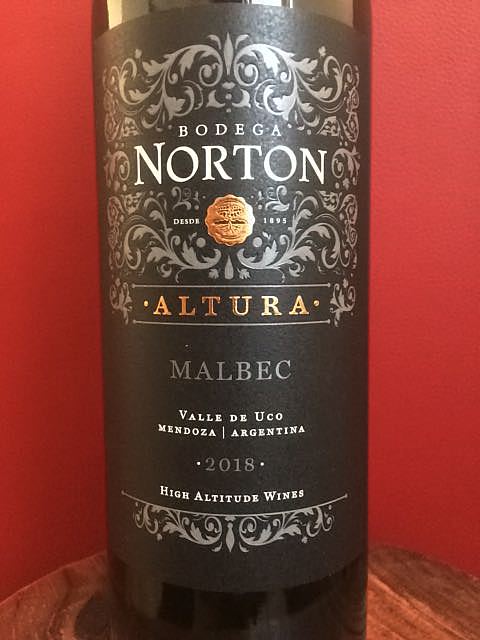 BODEGA
NORTON
DESDE 1895
·ALTURA·
MALBEC
VALLE DE UCO
MENDOZA | ARGENTINA
·2018·
HIGH ALTITUDE WINES